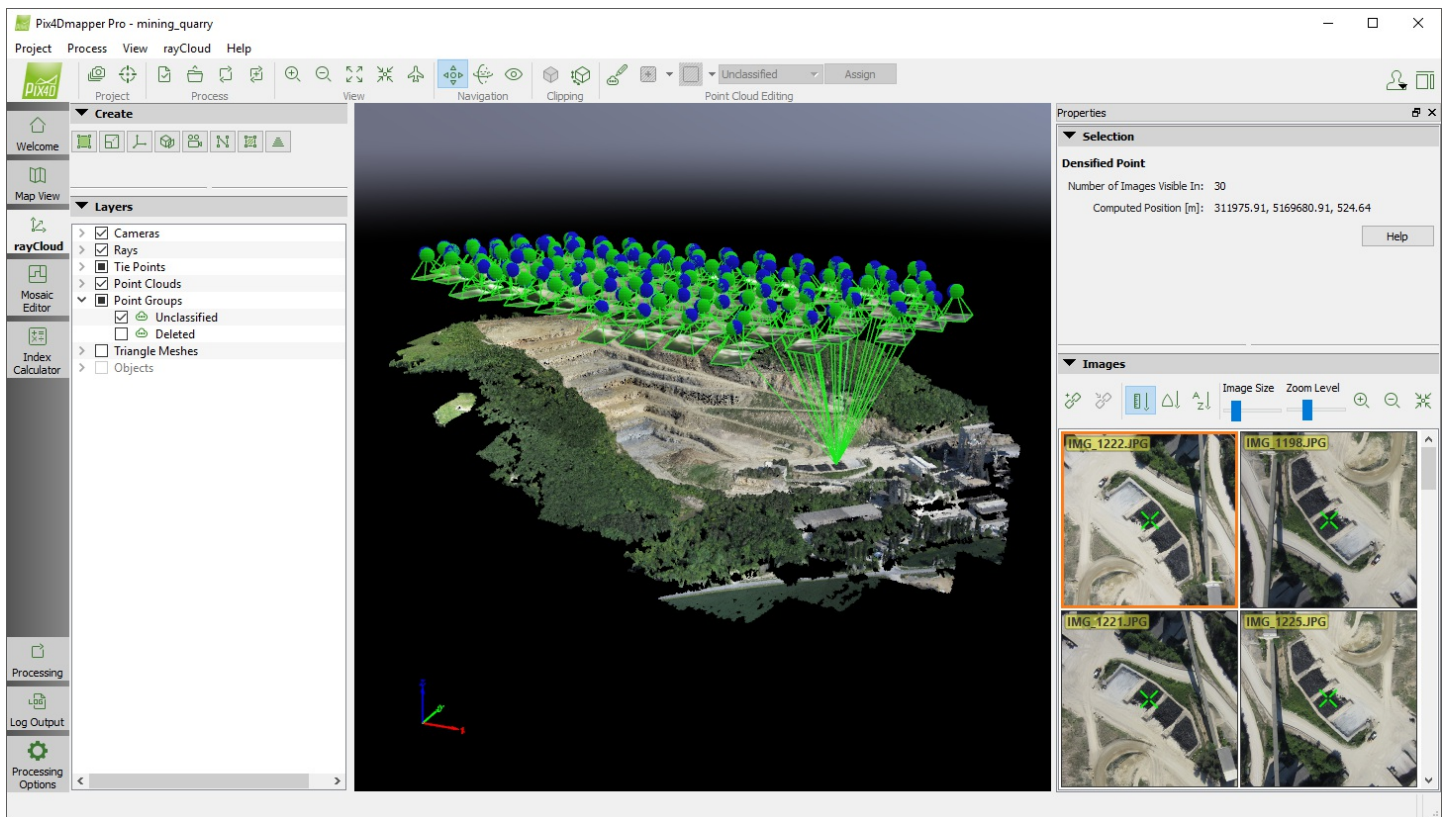 Pix4Dmapper Pro - mining_quarry
Project Process View rayCloud Help
PIX4D
Unclassified
Assign
Project
Process
View
Navigation
Clipping
Point Cloud Editing
Welcome
Map View
rayCloud
Mosaic
Editor
Index
Calculator
Processing
LOG
Log Output
Processing
Options
Create
Layers
Cameras
Rays
Tie Points
Point Clouds
Point Groups
Unclassified
Deleted
Triangle Meshes
Objects
Properties
Selection
Densified Point
Number of Images Visible In: 30
Computed Position [m]: 311975.91, 5169680.91, 524.64
Help
Images
A
Z
Image Size
Zoom Level
IMG_1222.JPG
IMG_1198.JPG
IMG_1221.JPG
IMG_1225.JPG